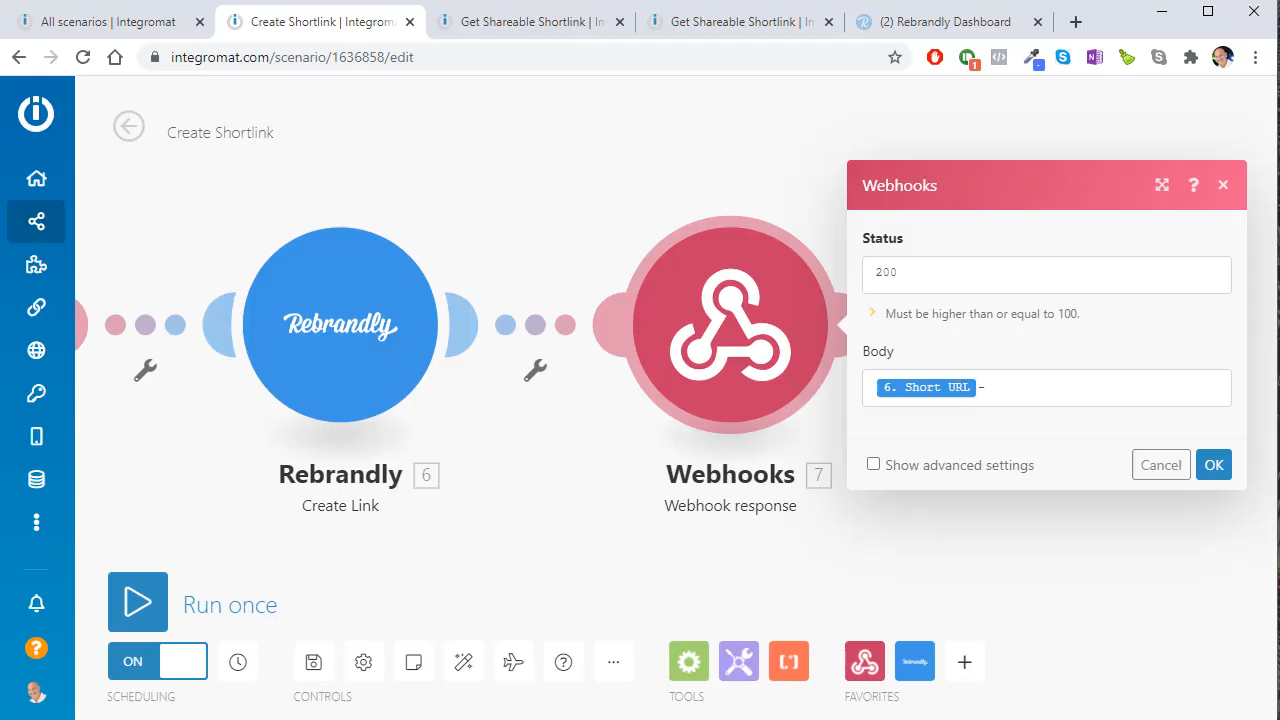 All scenarios | Integromat
Create Shortlink | Integrom
Get Shareable Shortlink | In
Get Shareable Shortlink | In
(2) Rebrandly Dashboard
integromat.com/scenario/1636858/edit
1
Create Shortlink
Webhooks
?
Status
200
Must be higher than or equal to 100.
Body
6. Short URL -
Show advanced settings
Cancel
OK
Rebrandly
Rebrandly 6
Create Link
Webhooks 7
Webhook response
Run once
ON
SCHEDULING
CONTROLS
TOOLS
Rebrandly
FAVORITES